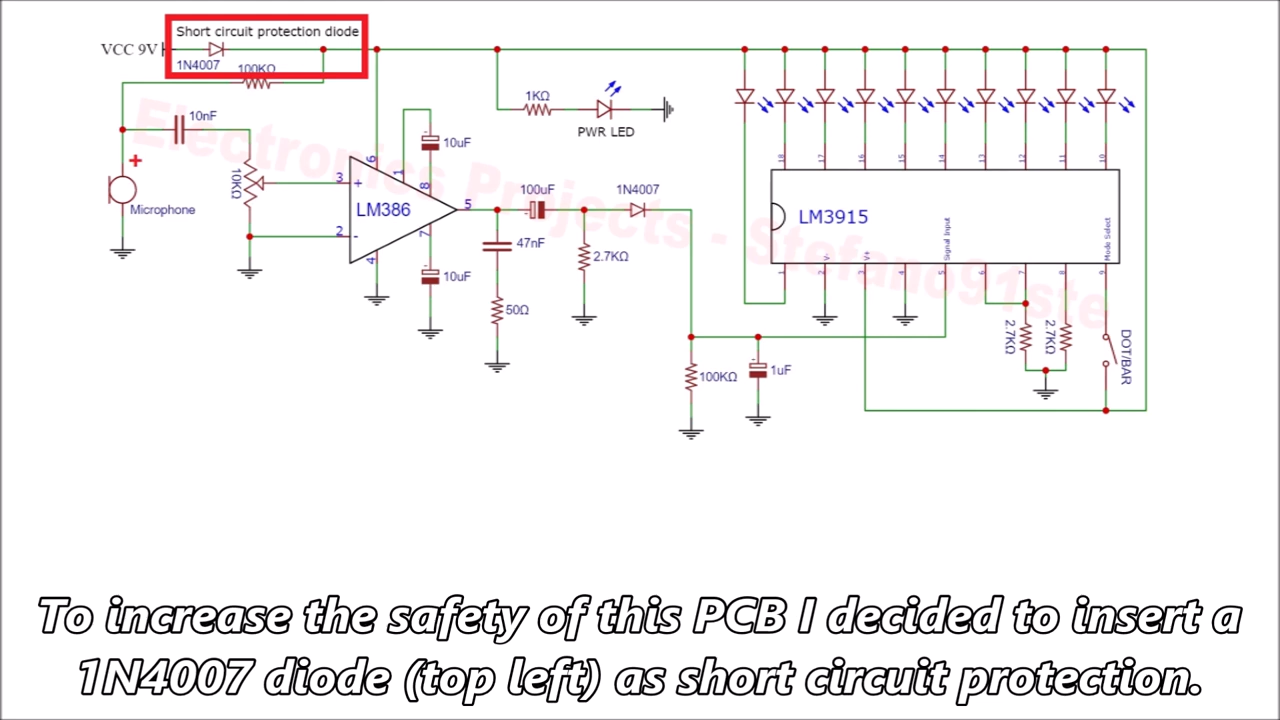 Short circuit protection diode
VCC 9V
1N4007
100KΩ
10nF
10KΩ
Microphone
+
3
2
6
1
8
5
7
4
+
-
LM386
10uF
10uF
100uF
47nF
50Ω
2.7KΩ
1N4007
1KΩ
PWR LED
100KΩ
1uF
18
17
16
15
14
13
12
11
10
LM3915
Signal Input
Mode Select
V-
V+
1
2
3
4
5
6
7
8
9
2.7KΩ
2.7KΩ
DOT/BAR
Electronics Projects - Stefano91ste
To increase the safety of this PCB I decided to insert a
1N4007 diode (top left) as short circuit protection.